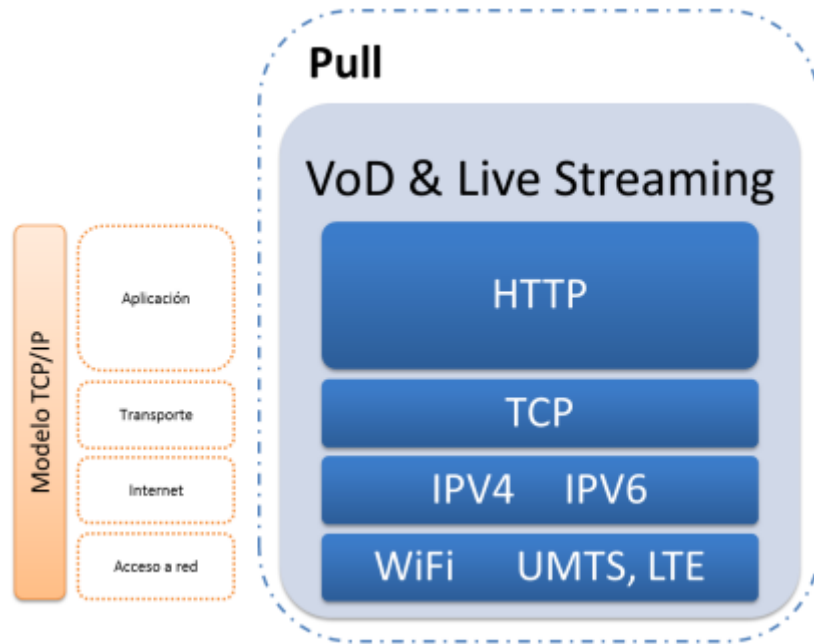 Pull
VoD & Live Streaming
Modelo TCP/IP
Aplicación
HTTP
Transporte
TCP
Internet
IPV4 IPV6
Acceso a red
WiFi UMTS, LTE